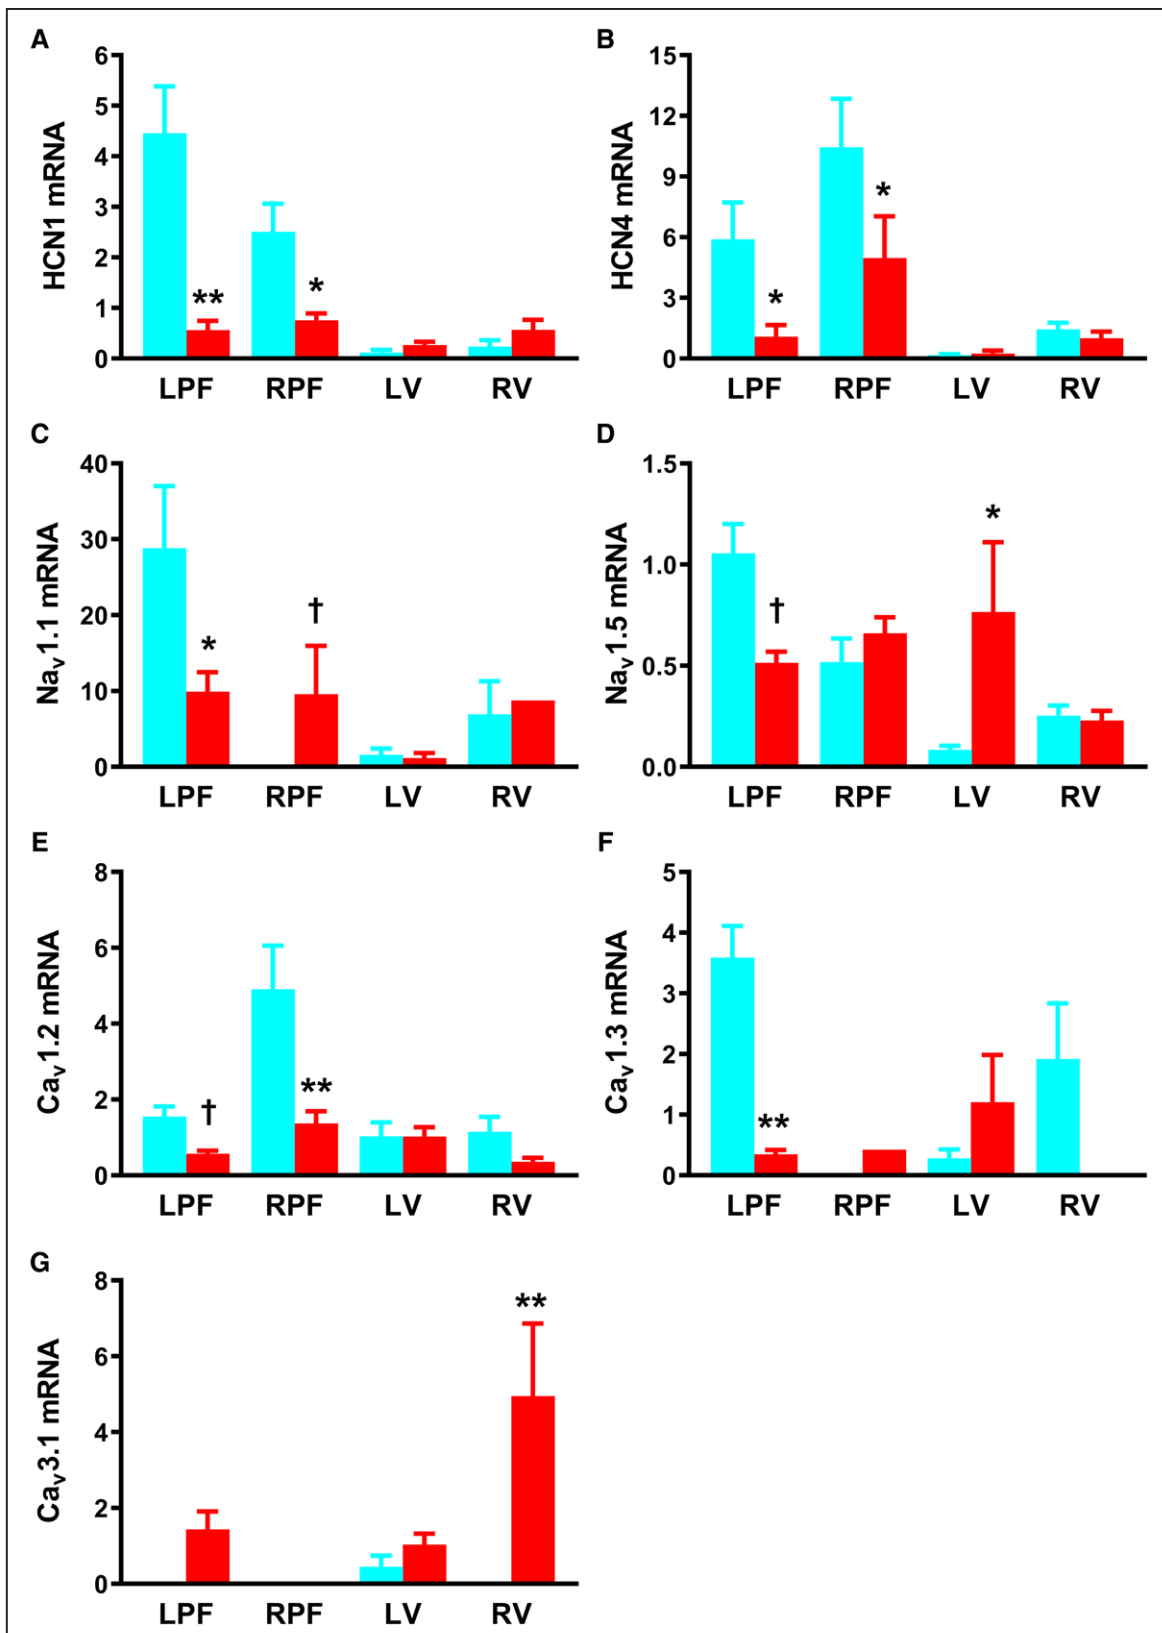 A
HCN1 mRNA
6
5
4
3
2
1
0
**
*
LPF RPF LV RV
B
HCN4 mRNA
15
12
9
6
3
0
*
*
LPF RPF LV RV
C
Nav1.1 mRNA
40
30
20
10
0
*
†
LPF RPF LV RV
D
Nav1.5 mRNA
1.5
1.0
0.5
0.0
†
*
LPF RPF LV RV
E
Cav1.2 mRNA
8
6
4
2
0
†
**
LPF RPF LV RV
F
Cav1.3 mRNA
5
4
3
2
1
0
**
LPF RPF LV RV
G
Cav3.1 mRNA
8
6
4
2
0
**
LPF RPF LV RV